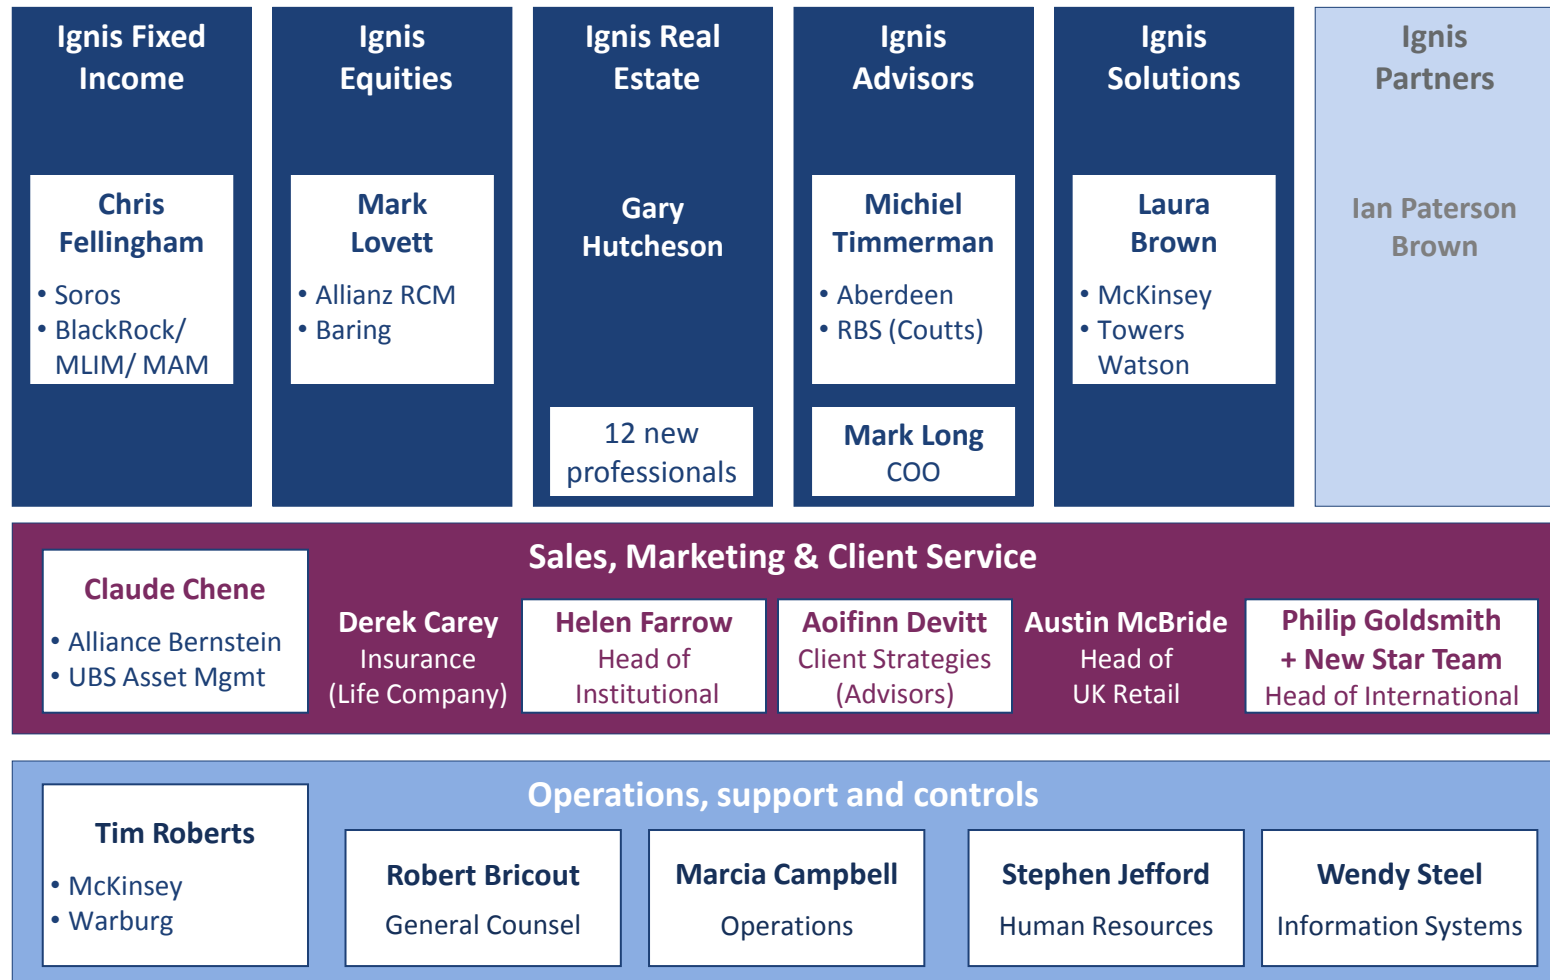 Ignis Fixed
Income
Chris
Fellingham
• Soros
• BlackRock/
MLIM/ MAM
Ignis
Equities
Mark
Lovett
• Allianz RCM
• Baring
Ignis Real
Estate
Gary
Hutcheson
12 new
professionals
Ignis
Advisors
Michiel
Timmerman
• Aberdeen
• RBS (Coutts)
Mark Long
COO
Ignis
Solutions
Laura
Brown
• McKinsey
• Towers
Watson
Ignis
Partners
Ian Paterson
Brown
Sales, Marketing & Client Service
Claude Chene
• Alliance Bernstein
• UBS Asset Mgmt
Derek Carey
Insurance
(Life Company)
Helen Farrow
Head of
Institutional
Aoifinn Devitt
Client Strategies
(Advisors)
Austin McBride
Head of
UK Retail
Philip Goldsmith
+ New Star Team
Head of International
Operations, support and controls
Tim Roberts
• McKinsey
• Warburg
Robert Bricout
General Counsel
Marcia Campbell
Operations
Stephen Jefford
Human Resources
Wendy Steel
Information Systems